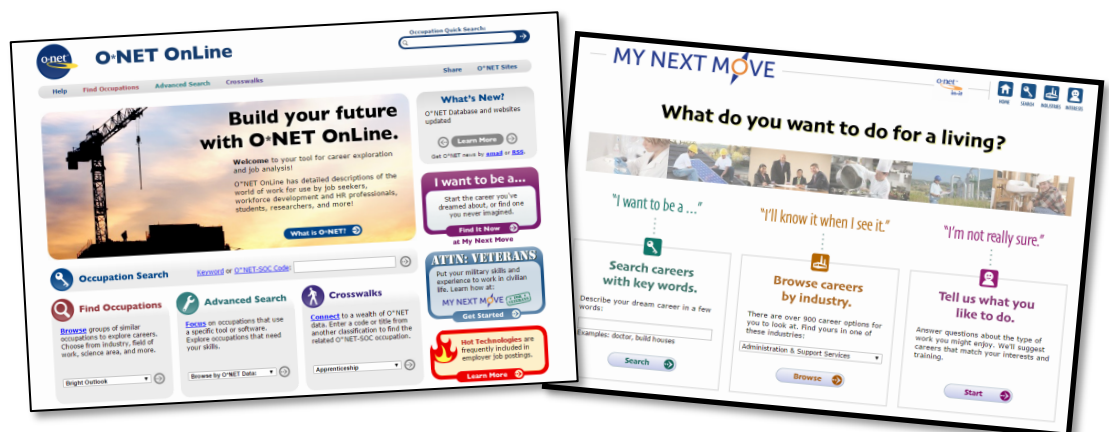 o·net
O*NET OnLine
Occupation Quick Search:
Help
Find Occupations
Advanced Search
Crosswalks
Share
O*NET Sites
Build your future
with O*NET OnLine.
Welcome to your tool for career exploration
and job analysis!
O*NET OnLine has detailed descriptions of the
world of work for use by job seekers,
workforce development and HR professionals,
students, researchers, and more!
What is O*NET?
What's New?
O*NET Database and websites
updated
Learn More
Get O*NET news by email or RSS.
I want to be a...
Start the career you've
dreamed about, or find one
you never imagined.
Find It Now
at My Next Move
ATTN: VETERANS
Put your military skills and
experience to work in civilian
life. Learn how at:
MY NEXT MOVE
Get Started
Hot Technologies are
frequently included in
employer job postings.
Learn More
Occupation Search
Keyword or O*NET-SOC Code:
Find Occupations
Browse groups of similar
occupations to explore careers.
Choose from industry, field of
work, science area, and more.
Bright Outlook
Advanced Search
Focus on occupations that use
a specific tool or software.
Explore occupations that need
your skills.
Browse by O*NET Data:
Crosswalks
Connect to a wealth of O*NET
data. Enter a code or title from
another classification to find the
related O*NET-SOC occupation.
Apprenticeship
MY NEXT MOVE
o·net
HOME
SEARCH
INDUSTRIES
INTERESTS
What do you want to do for a living?
"I want to be a ..."
Search careers
with key words.
Describe your dream career in a few
words:
Examples: doctor, build houses
Search
"I'll know it when I see it."
Browse careers
by industry.
There are over 900 career options for
you to look at. Find yours in one of
these industries:
Administration & Support Services
Browse
"I'm not really sure."
Tell us what you
like to do.
Answer questions about the type of
work you might enjoy. We'll suggest
careers that match your interests and
training.
Start